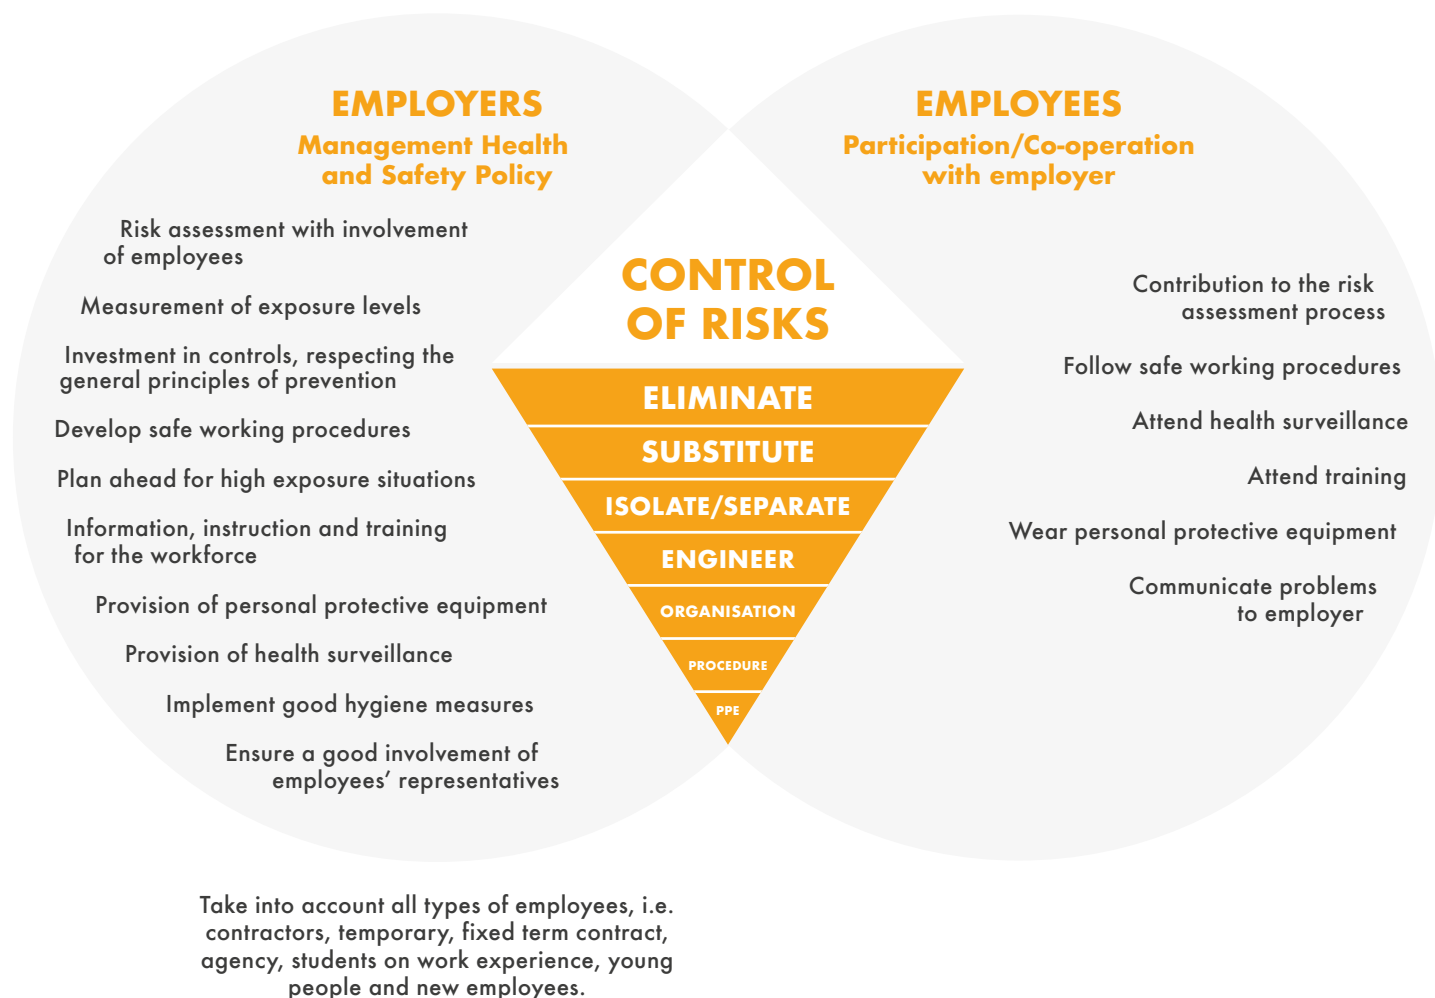 EMPLOYERS
Management Health
and Safety Policy
Risk assessment with involvement
of employees
Measurement of exposure levels
Investment in controls, respecting the
general principles of prevention
Develop safe working procedures
Plan ahead for high exposure situations
Information, instruction and training
for the workforce
Provision of personal protective equipment
Provision of health surveillance
Implement good hygiene measures
Ensure a good involvement of
employees’ representatives
CONTROL
OF RISKS
ELIMINATE
SUBSTITUTE
ISOLATE/SEPARATE
ENGINEER
ORGANISATION
PROCEDURE
PPE
EMPLOYEES
Participation/Co-operation
with employer
Contribution to the risk
assessment process
Follow safe working procedures
Attend health surveillance
Attend training
Wear personal protective equipment
Communicate problems
to employer
Take into account all types of employees, i.e.
contractors, temporary, fixed term contract,
agency, students on work experience, young
people and new employees.